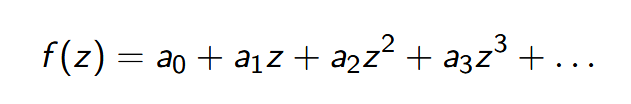 f(z) = a₀ + a₁z + a₂z² + a₃z³ + ...